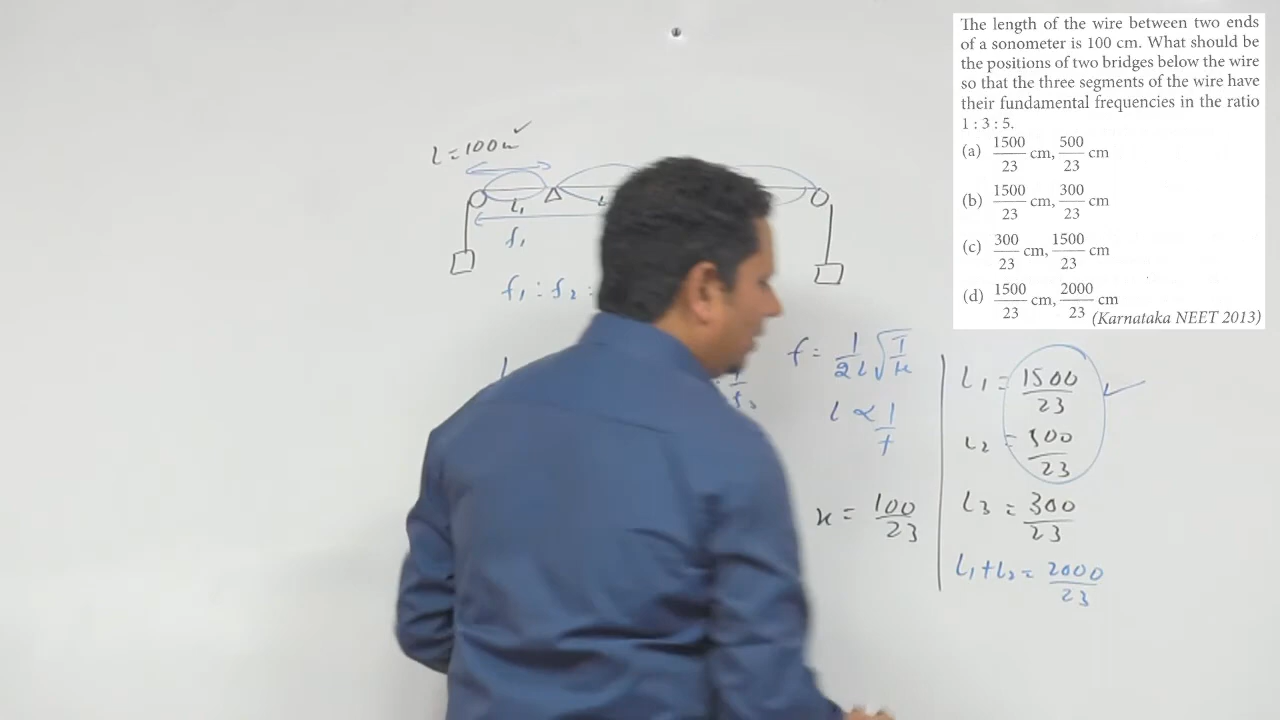 The length of the wire between two ends
of a sonometer is 100 cm. What should be
the positions of two bridges below the wire
so that the three segments of the wire have
their fundamental frequencies in the ratio
1 : 3 : 5.
(a) 1500/23 cm, 500/23 cm
(b) 1500/23 cm, 300/23 cm
(c) 300/23 cm, 1500/23 cm
(d) 1500/23 cm, 2000/23 cm
(Karnataka NEET 2013)
L1
f1
f1 : f2 :
f = 1/2l √T/μ
l ∝ 1/f
x = 100/23
L1 = 1500/23
L2 = 500/23
L3 = 300/23
L1+L2 = 2000/23